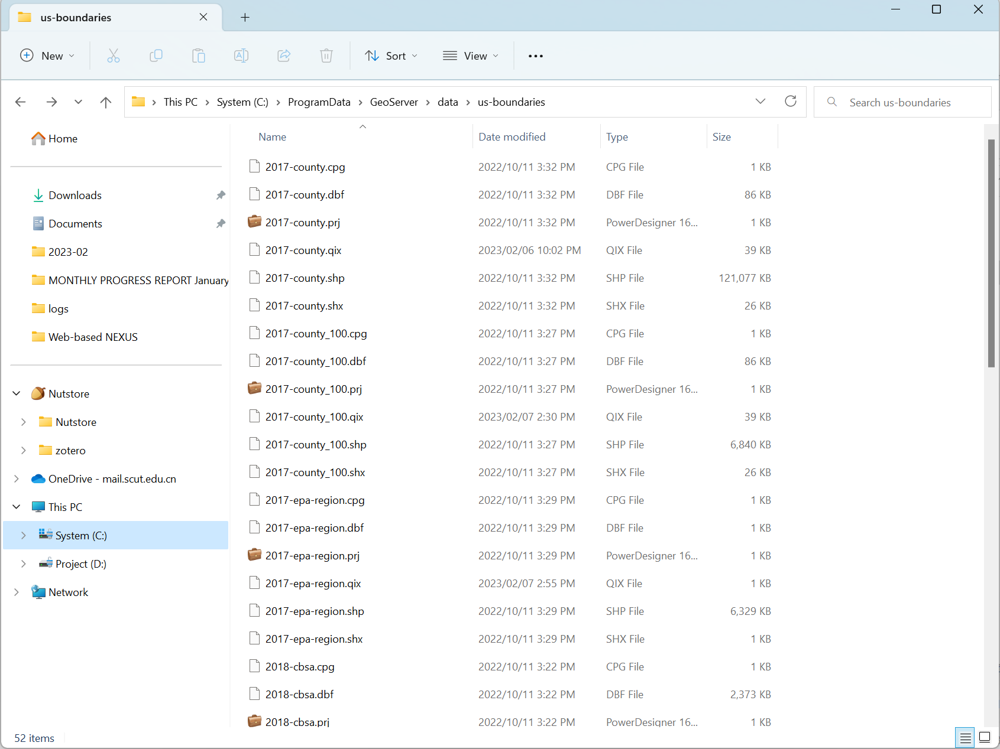 us-boundaries
New
Sort
View
This PC > System (C:) > ProgramData > GeoServer > data > us-boundaries
Search us-boundaries
Home
Downloads
Documents
2023-02
MONTHLY PROGRESS REPORT January
logs
Web-based NEXUS
Nutstore
Nutstore
zotero
OneDrive - mail.scut.edu.cn
This PC
System (C:)
Project (D:)
Network
Name Date modified Type Size
2017-county.cpg 2022/10/11 3:32 PM CPG File 1 KB
2017-county.dbf 2022/10/11 3:32 PM DBF File 86 KB
2017-county.prj 2022/10/11 3:32 PM PowerDesigner 16... 1 KB
2017-county.qix 2023/02/06 10:02 PM QIX File 39 KB
2017-county.shp 2022/10/11 3:32 PM SHP File 121,077 KB
2017-county.shx 2022/10/11 3:32 PM SHX File 26 KB
2017-county_100.cpg 2022/10/11 3:27 PM CPG File 1 KB
2017-county_100.dbf 2022/10/11 3:27 PM DBF File 86 KB
2017-county_100.prj 2022/10/11 3:27 PM PowerDesigner 16... 1 KB
2017-county_100.qix 2023/02/07 2:30 PM QIX File 39 KB
2017-county_100.shp 2022/10/11 3:27 PM SHP File 6,840 KB
2017-county_100.shx 2022/10/11 3:27 PM SHX File 26 KB
2017-epa-region.cpg 2022/10/11 3:29 PM CPG File 1 KB
2017-epa-region.dbf 2022/10/11 3:29 PM DBF File 1 KB
2017-epa-region.prj 2022/10/11 3:29 PM PowerDesigner 16... 1 KB
2017-epa-region.qix 2023/02/07 2:55 PM QIX File 1 KB
2017-epa-region.shp 2022/10/11 3:29 PM SHP File 6,329 KB
2017-epa-region.shx 2022/10/11 3:29 PM SHX File 1 KB
2018-cbsa.cpg 2022/10/11 3:22 PM CPG File 1 KB
2018-cbsa.dbf 2022/10/11 3:22 PM DBF File 2,373 KB
2018-cbsa.prj 2022/10/11 3:22 PM PowerDesigner 16... 1 KB
52 items